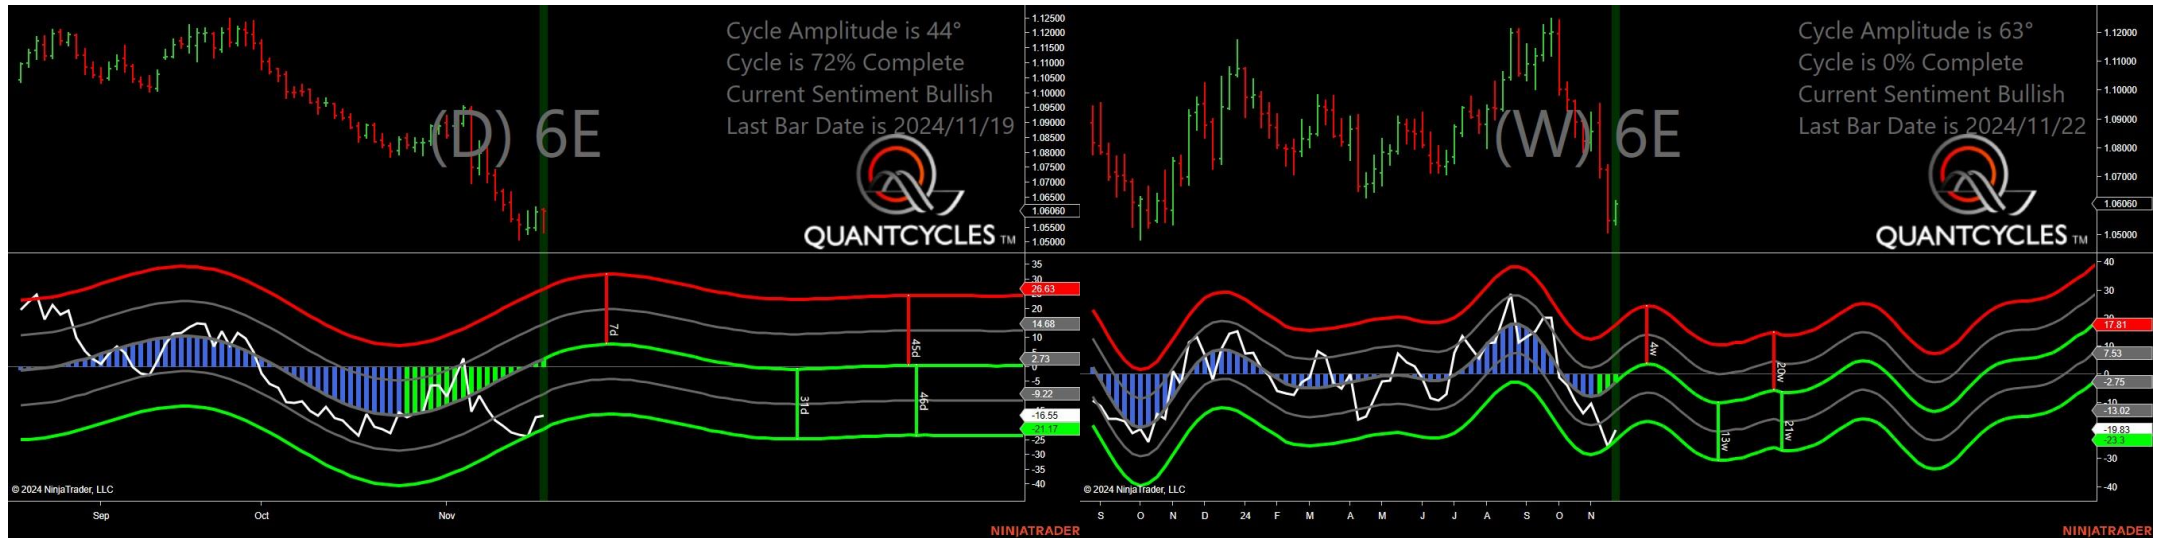 Cycle Amplitude is 44°
Cycle is 72% Complete
Current Sentiment Bullish
Last Bar Date is 2024/11/19
(D) 6E
QUANTCYCLES TM
1.12500
1.12000
1.11500
1.11000
1.10500
1.10000
1.09500
1.09000
1.08500
1.08000
1.07500
1.07000
1.06500
1.06060
1.05500
1.05000
35
30
26.63
20
14.68
10
5
2.73
0
-5
-9.22
-16.55
-21.17
-25
-30
-35
-40
7d
31d
45d
46d
© 2024 NinjaTrader, LLC
Sep Oct Nov
NINJATRADER
Cycle Amplitude is 63°
Cycle is 0% Complete
Current Sentiment Bullish
Last Bar Date is 2024/11/22
(W) 6E
QUANTCYCLES TM
1.12000
1.11000
1.10000
1.09000
1.08000
1.07000
1.06060
1.05000
40
30
17.81
7.53
0
-2.75
-13.02
-19.83
-23.3
-30
-40
4w
13w
20w
21w
© 2024 NinjaTrader, LLC
S O N D 24 F M A M J J A S O N
NINJATRADER